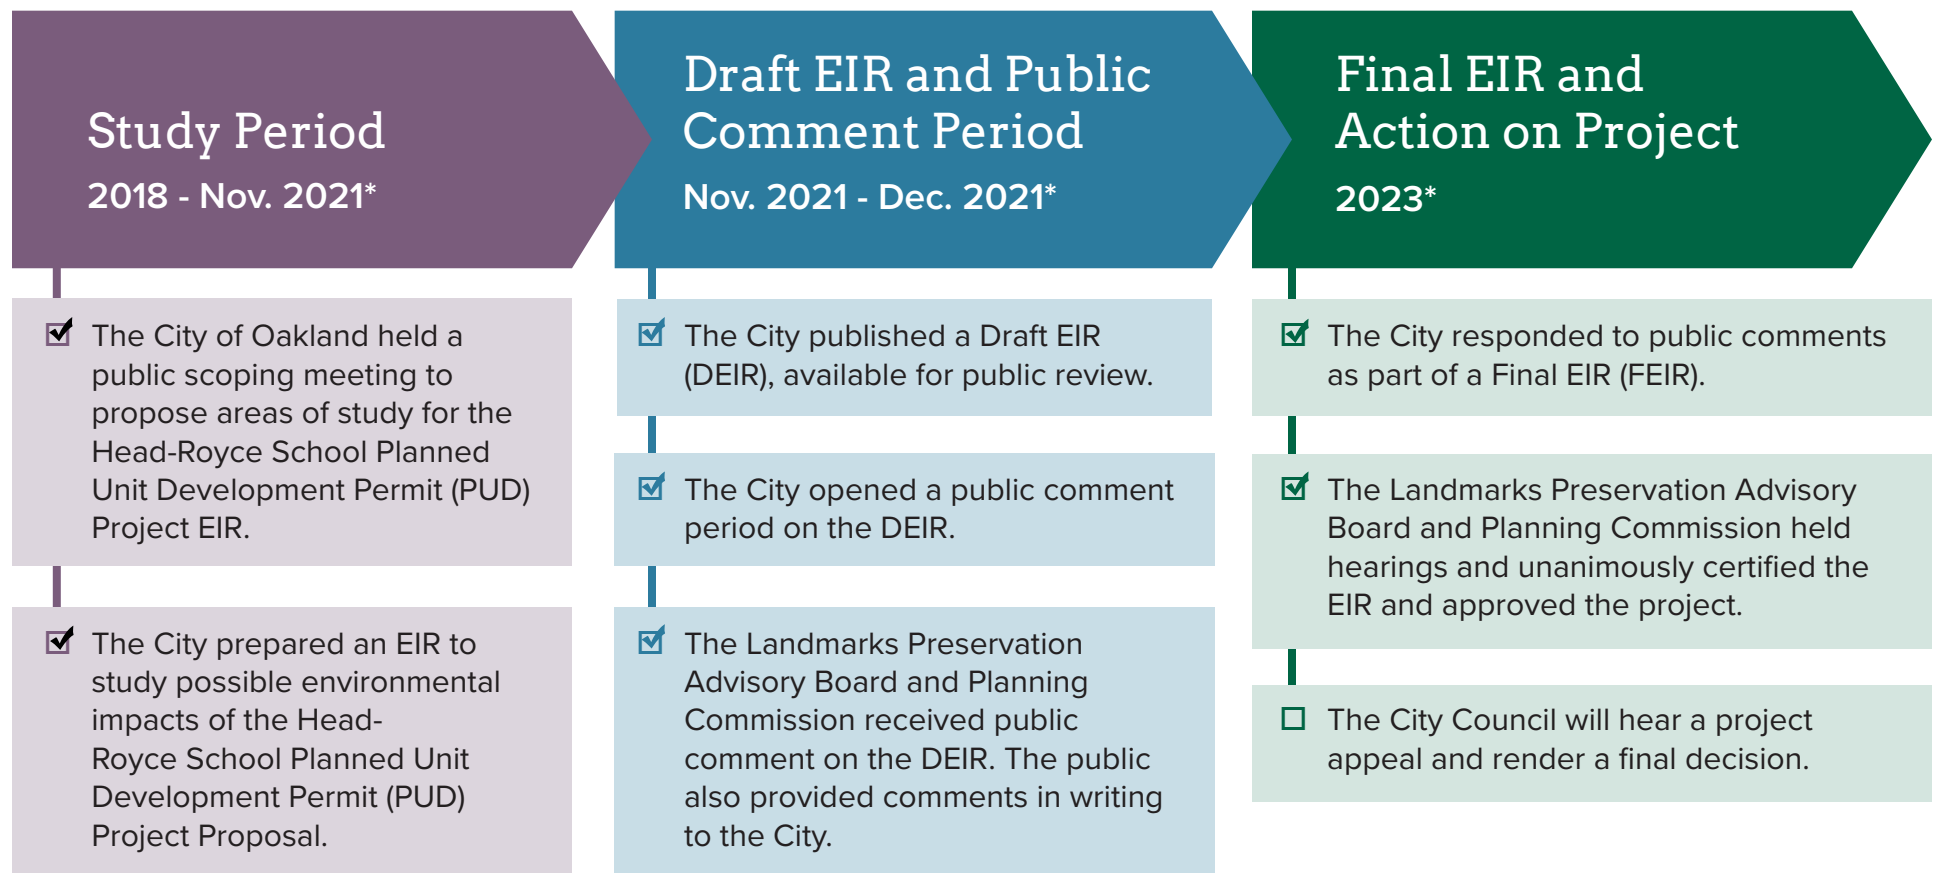 Study Period
2018 - Nov. 2021*
The City of Oakland held a
public scoping meeting to
propose areas of study for the
Head-Royce School Planned
Unit Development Permit (PUD)
Project EIR.
The City prepared an EIR to
study possible environmental
impacts of the Head-
Royce School Planned Unit
Development Permit (PUD)
Project Proposal.
Draft EIR and Public
Comment Period
Nov. 2021 - Dec. 2021*
The City published a Draft EIR
(DEIR), available for public review.
The City opened a public comment
period on the DEIR.
The Landmarks Preservation
Advisory Board and Planning
Commission received public
comment on the DEIR. The public
also provided comments in writing
to the City.
Final EIR and
Action on Project
2023*
The City responded to public comments
as part of a Final EIR (FEIR).
The Landmarks Preservation Advisory
Board and Planning Commission held
hearings and unanimously certified the
EIR and approved the project.
The City Council will hear a project
appeal and render a final decision.